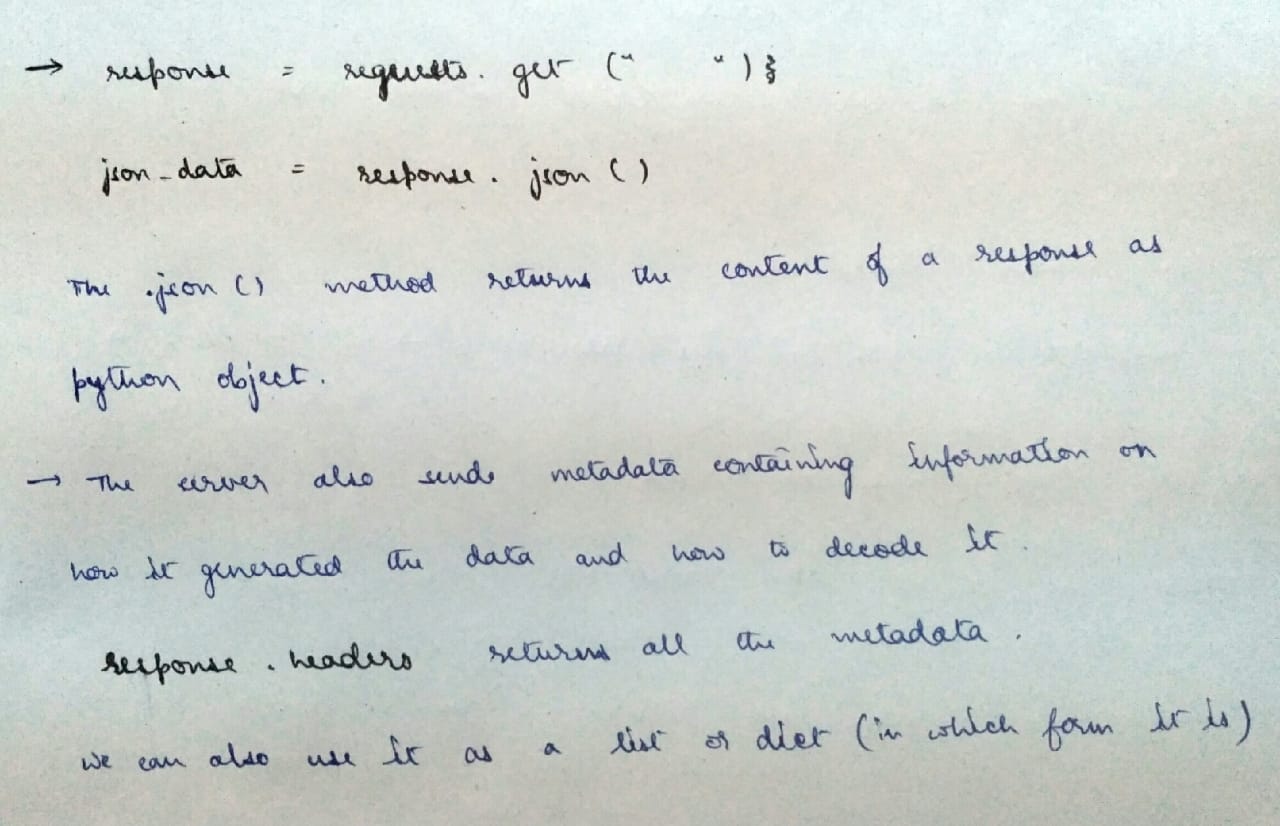 → response = requests. get (" ") }
json_data = response. json ( )
The .json ( ) method returns the content of a response as
python object.
→ The server also sends metadata containing information on
how it generated the data and how to decode it.
response . headers returns all the metadata .
we can also use it as a list or dict (in which form it is)